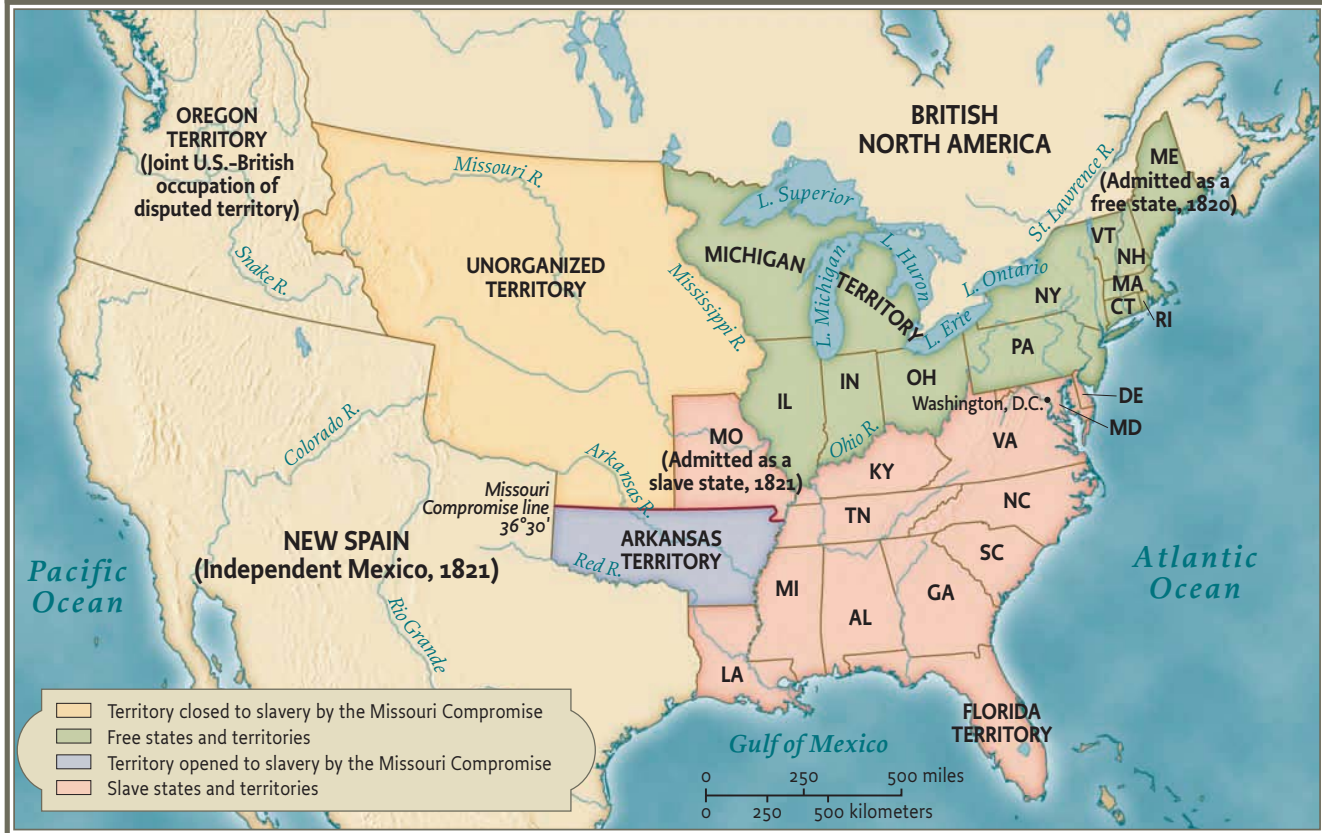 OREGON
TERRITORY
(Joint U.S.-British
occupation of
disputed territory)
Missouri R.
Snake R.
UNORGANIZED
TERRITORY
Mississippi R.
BRITISH
NORTH AMERICA
L. Superior
MICHIGAN
TERRITORY
L. Michigan
L. Huron
L. Ontario
L. Erie
St. Lawrence R.
ME
(Admitted as a
free state, 1820)
VT
NH
MA
CT
RI
NY
PA
OH
IN
IL
Washington, D.C.
DE
MD
VA
Ohio R.
KY
MO
(Admitted as a
slave state, 1821)
Arkansas R.
Colorado R.
Missouri
Compromise line
36°30'
NEW SPAIN
(Independent Mexico, 1821)
Red R.
ARKANSAS
TERRITORY
TN
NC
SC
MI
AL
GA
LA
Rio Grande
FLORIDA
TERRITORY
Pacific
Ocean
Atlantic
Ocean
Gulf of Mexico
Territory closed to slavery by the Missouri Compromise
Free states and territories
Territory opened to slavery by the Missouri Compromise
Slave states and territories
0 250 500 miles
0 250 500 kilometers